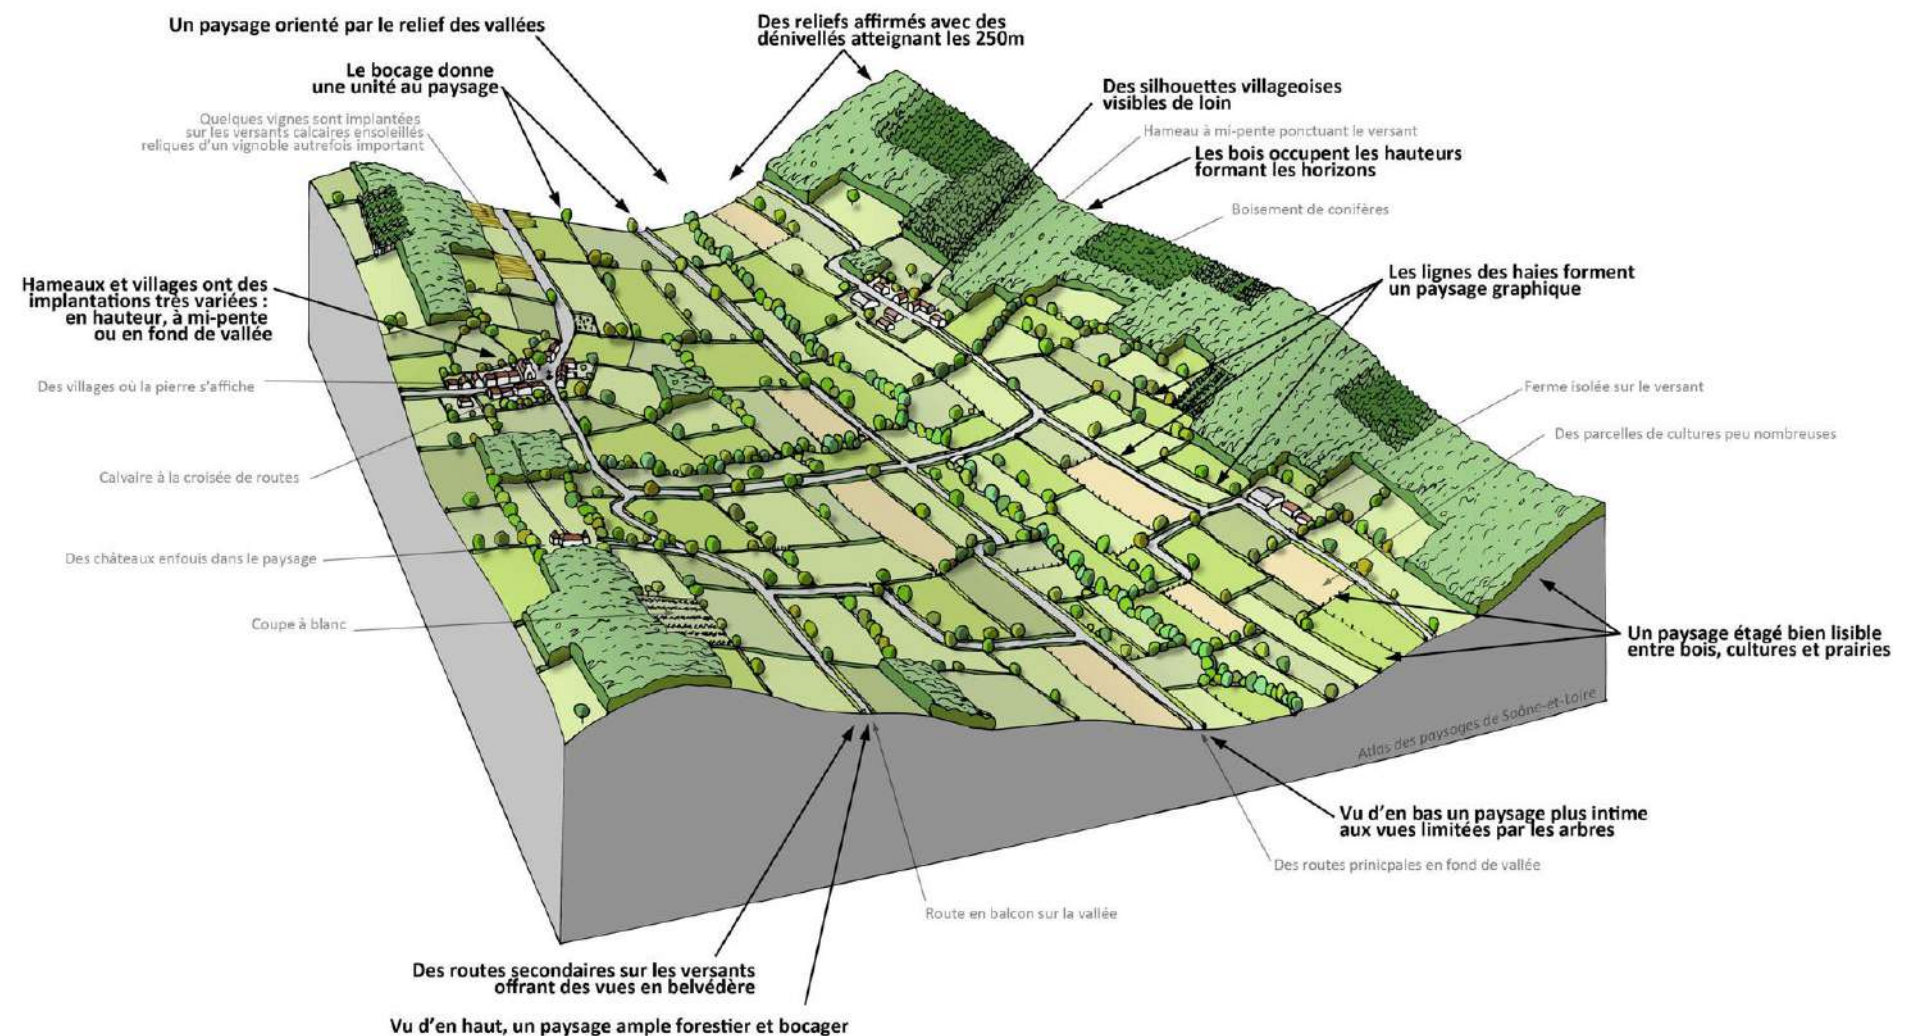 Un paysage orienté par le relief des vallées
Des reliefs affirmés avec des
dénivellés atteignant les 250m
Le bocage donne
une unité au paysage
Des silhouettes villageoises
visibles de loin
Quelques vignes sont implantées
sur les versants calcaires ensoleillés
reliques d'un vignoble autrefois important
Hameau à mi-pente ponctuant le versant
Les bois occupent les hauteurs
formant les horizons
Boisement de conifères
Hameaux et villages ont des
implantations très variées :
en hauteur, à mi-pente
ou en fond de vallée
Les lignes des haies forment
un paysage graphique
Des villages où la pierre s'affiche
Ferme isolée sur le versant
Des parcelles de cultures peu nombreuses
Calvaire à la croisée de routes
Des châteaux enfouis dans le paysage
Coupe à blanc
Un paysage étagé bien lisible
entre bois, cultures et prairies
Atlas des paysages de Saône-et-Loire
Vu d'en bas un paysage plus intime
aux vues limitées par les arbres
Des routes prinicpales en fond de vallée
Route en balcon sur la vallée
Des routes secondaires sur les versants
offrant des vues en belvédère
Vu d'en haut, un paysage ample forestier et bocager